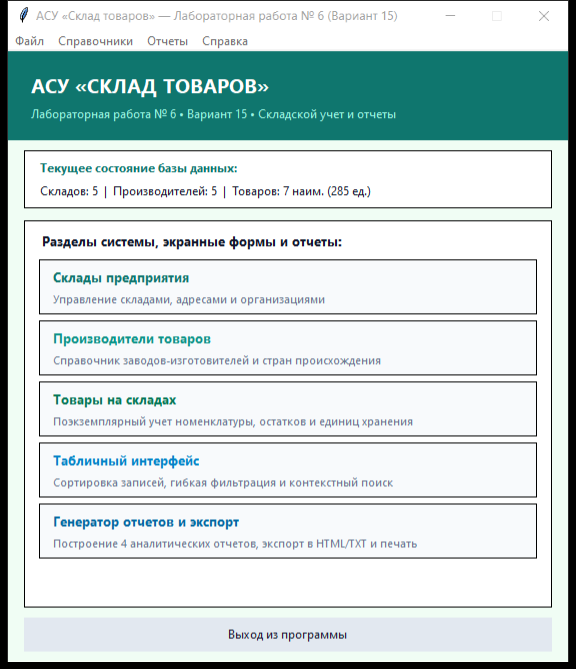 АСУ «Склад товаров» — Лабораторная работа № 6 (Вариант 15)
Файл Справочники Отчеты Справка
АСУ «СКЛАД ТОВАРОВ»
Лабораторная работа № 6 • Вариант 15 • Складской учет и отчеты
Текущее состояние базы данных:
Складов: 5 | Производителей: 5 | Товаров: 7 наим. (285 ед.)
Разделы системы, экранные формы и отчеты:
Склады предприятия
Управление складами, адресами и организациями
Производители товаров
Справочник заводов-изготовителей и стран происхождения
Товары на складах
Поэкземплярный учет номенклатуры, остатков и единиц хранения
Табличный интерфейс
Сортировка записей, гибкая фильтрация и контекстный поиск
Генератор отчетов и экспорт
Построение 4 аналитических отчетов, экспорт в HTML/TXT и печать
Выход из программы